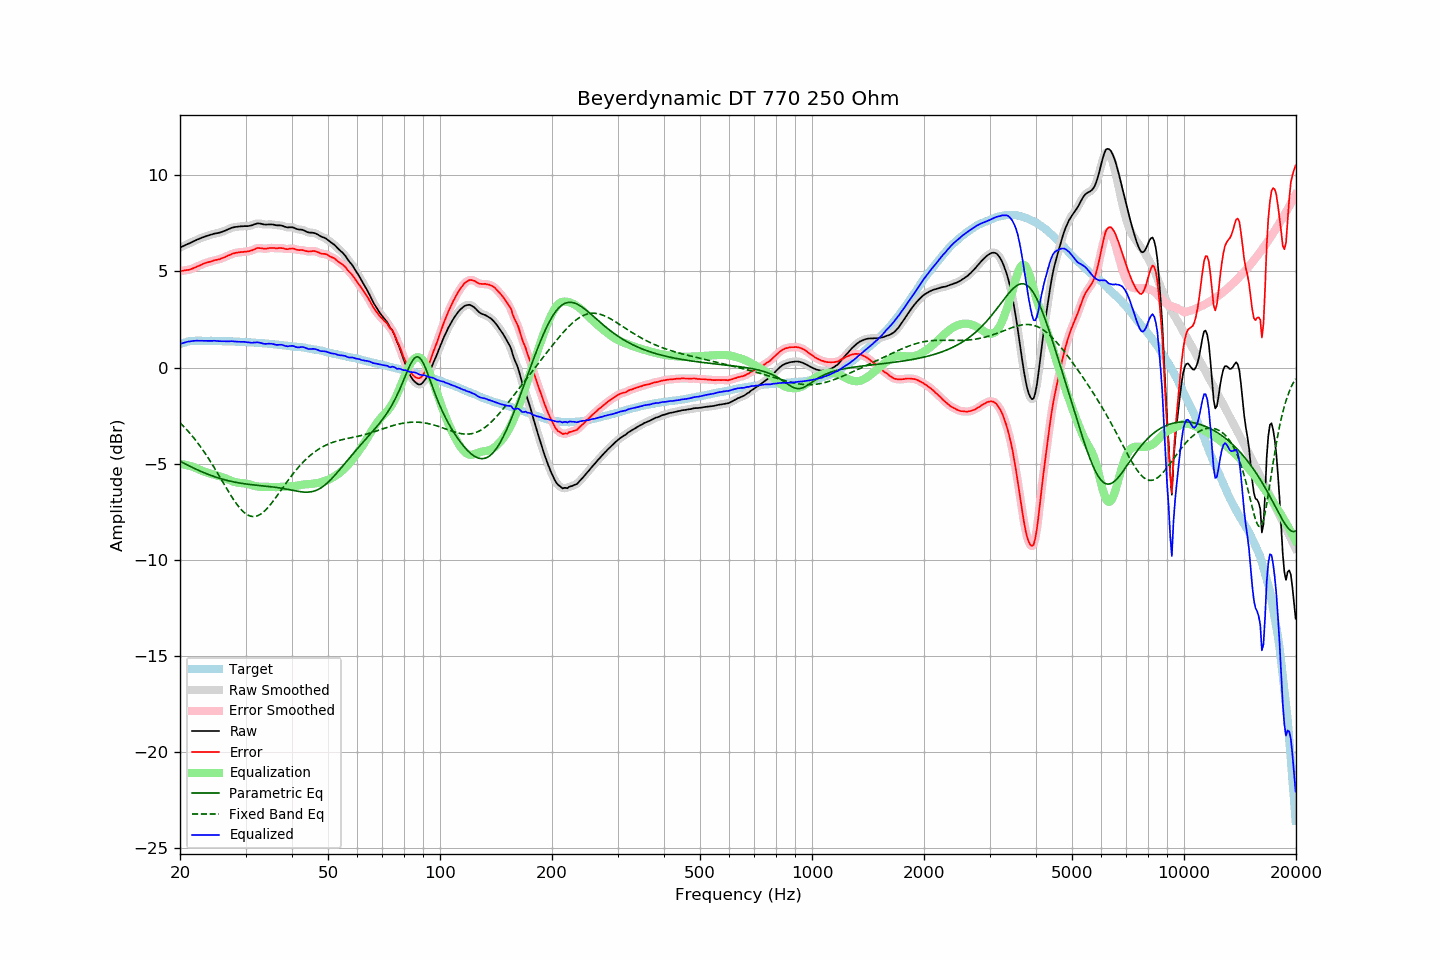 Beyerdynamic DT 770 250 Ohm
Amplitude (dBr)
10
5
0
−5
−10
−15
−20
−25
Target
Raw Smoothed
Error Smoothed
Raw
Error
Equalization
Parametric Eq
Fixed Band Eq
Equalized
20 50 100 200 500 1000 2000 5000 10000 20000
Frequency (Hz)